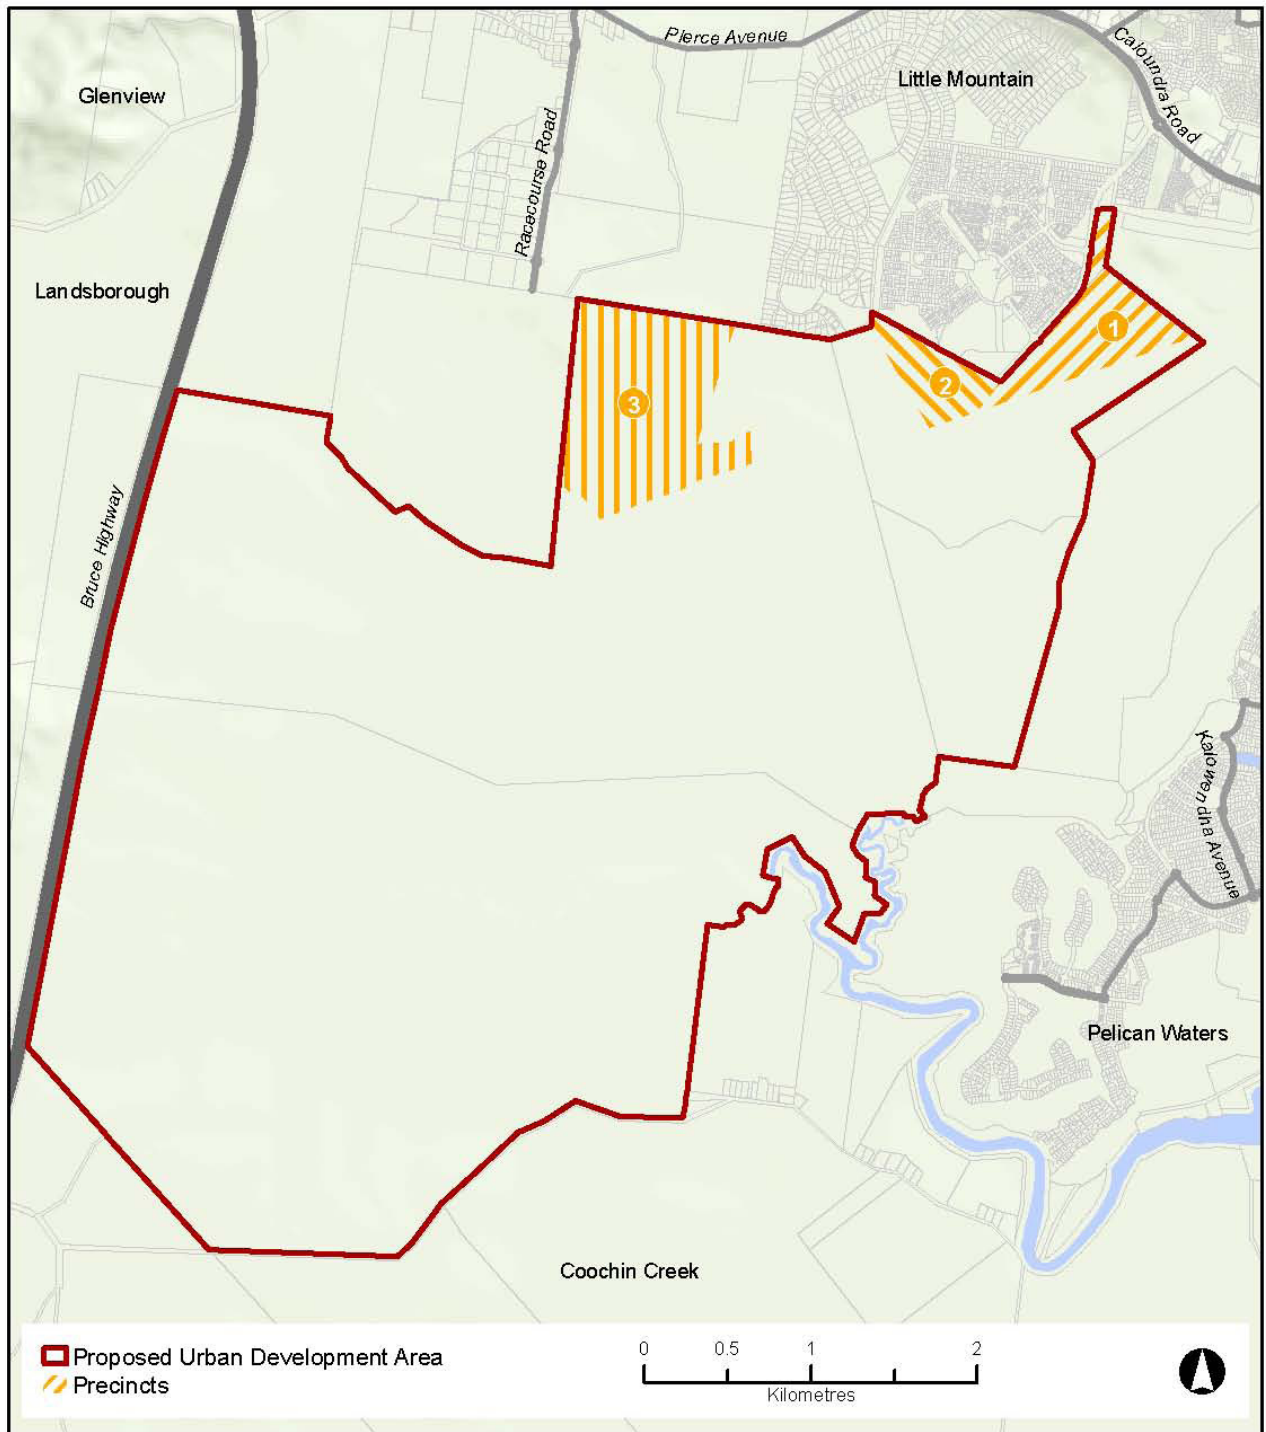 Pierce Avenue
Caloundra Road
Little Mountain
Glenview
Racecourse Road
Landsborough
1
2
3
Bruce Highway
Kalowendha Avenue
Pelican Waters
Coochin Creek
Proposed Urban Development Area
Precincts
0 0.5 1 2
Kilometres